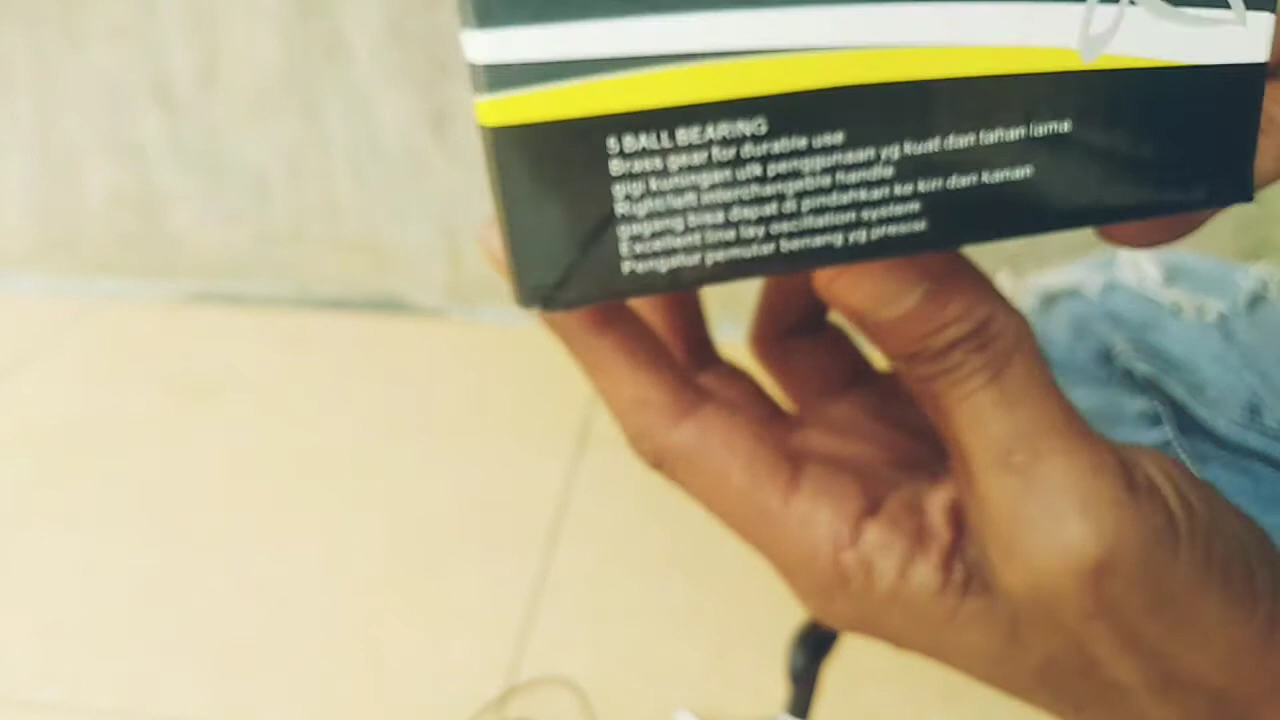 5 BALL BEARING
Brass gear for durable use
gigi kuningan utk penggunaan yg kuat dan tahan lama
Right/left interchangeble handle
gagang bisa dapat di pindahkan ke kiri dan kanan
Excellent line lay oscillation system
Pengatur pemutar benang yg presisi